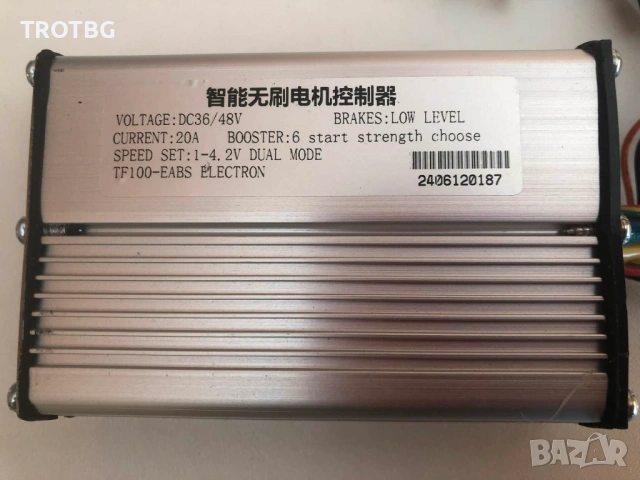 TROTBG
智能无刷电机控制器
VOLTAGE:DC36/48V BRAKES:LOW LEVEL
CURRENT:20A BOOSTER:6 start strength choose
SPEED SET:1-4.2V DUAL MODE
TF100-EABS ELECTRON
2406120187
BAZAR